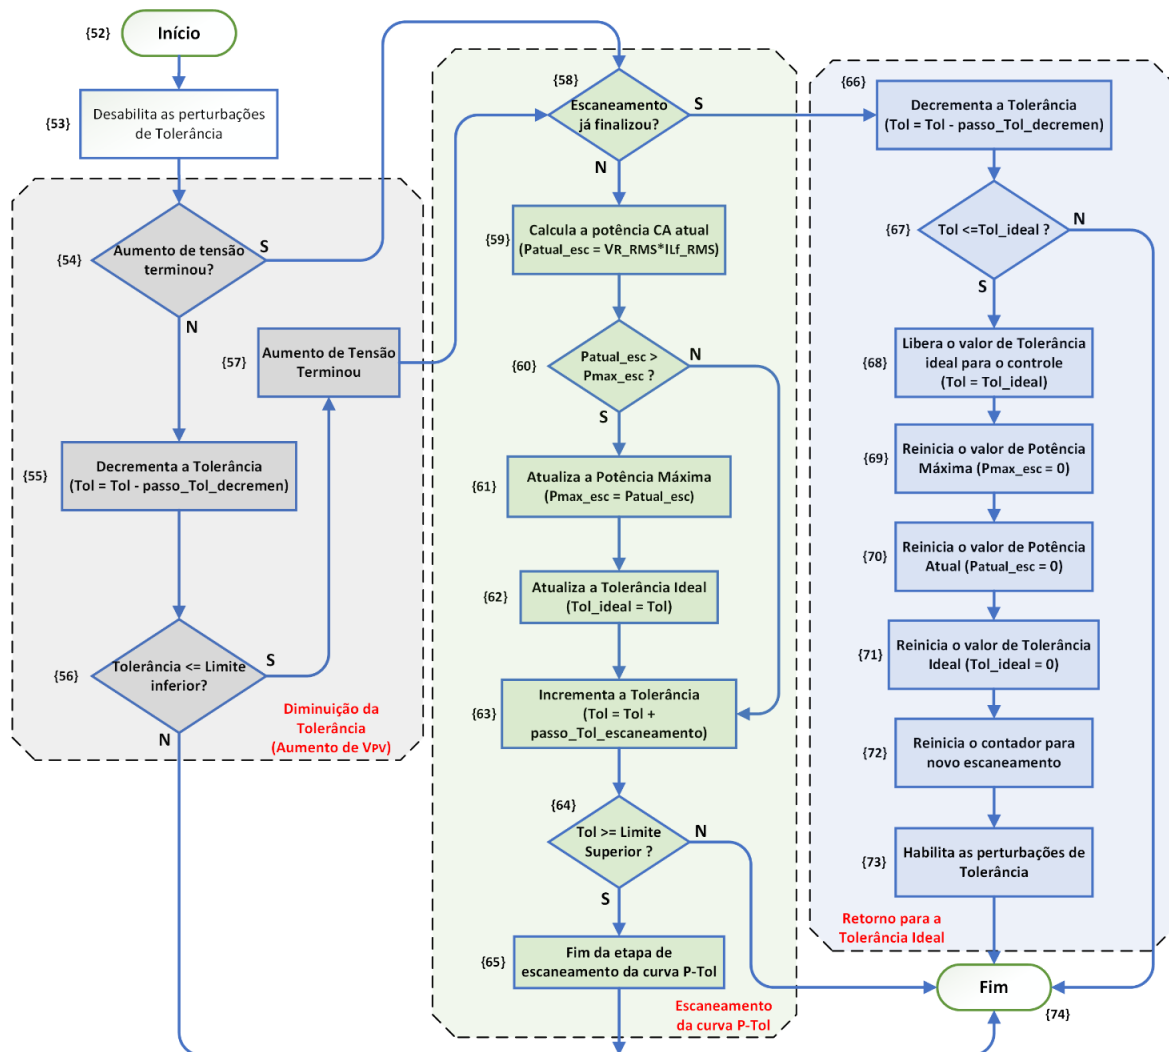 {52}
Início
{53}
Desabilita as perturbações
de Tolerância
{54}
Aumento de tensão
terminou?
S
N
{55}
Decrementa a Tolerância
(Tol = Tol - passo_Tol_decremen)
{56}
Tolerância <= Limite
inferior?
S
N
{57}
Aumento de Tensão
Terminou
Diminuição da
Tolerância
(Aumento de VPV)
{58}
Escaneamento
já finalizou?
S
N
{59}
Calcula a potência CA atual
(Patual_esc = VR_RMS*ILf_RMS)
{60}
Patual_esc >
Pmax_esc ?
N
S
{61}
Atualiza a Potência Máxima
(Pmax_esc = Patual_esc)
{62}
Atualiza a Tolerância Ideal
(Tol_ideal = Tol)
{63}
Incrementa a Tolerância
(Tol = Tol +
passo_Tol_escaneamento)
{64}
Tol >= Limite
Superior ?
N
S
{65}
Fim da etapa de
escaneamento da curva P-Tol
Escaneamento
da curva P-Tol
{66}
Decrementa a Tolerância
(Tol = Tol - passo_Tol_decremen)
{67}
Tol <=Tol_ideal ?
N
S
{68}
Libera o valor de Tolerância
ideal para o controle
(Tol = Tol_ideal)
{69}
Reinicia o valor de Potência
Máxima (Pmax_esc = 0)
{70}
Reinicia o valor de Potência
Atual (Patual_esc = 0)
{71}
Reinicia o valor de Tolerância
Ideal (Tol_ideal = 0)
{72}
Reinicia o contador para
novo escaneamento
{73}
Habilita as perturbações de
Tolerância
Retorno para a
Tolerância Ideal
Fim
{74}